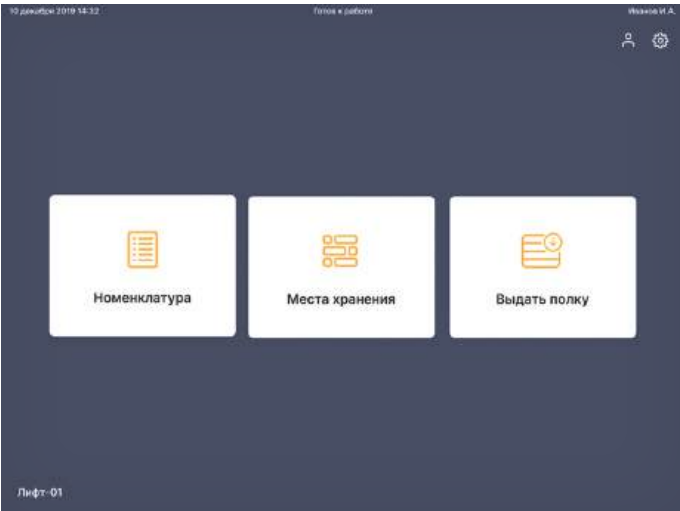 10 декабря 2019 14:32
Готов к работе
Иванов И.А.
Номенклатура
Места хранения
Выдать полку
Лифт-01